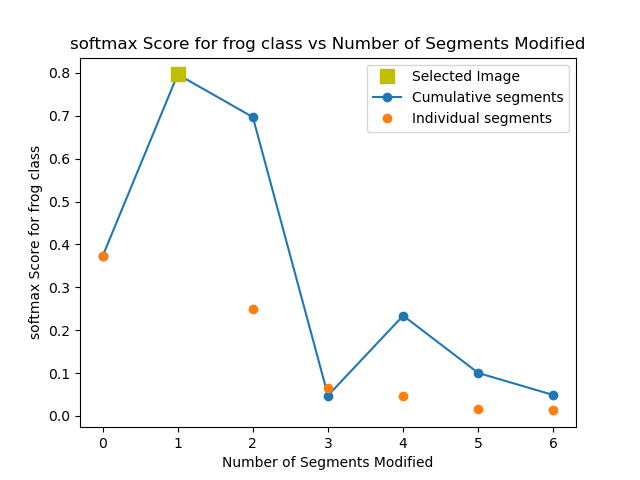 softmax Score for frog class vs Number of Segments Modified
Selected Image
Cumulative segments
Individual segments
softmax Score for frog class
0.8
0.7
0.6
0.5
0.4
0.3
0.2
0.1
0.0
0 1 2 3 4 5 6
Number of Segments Modified